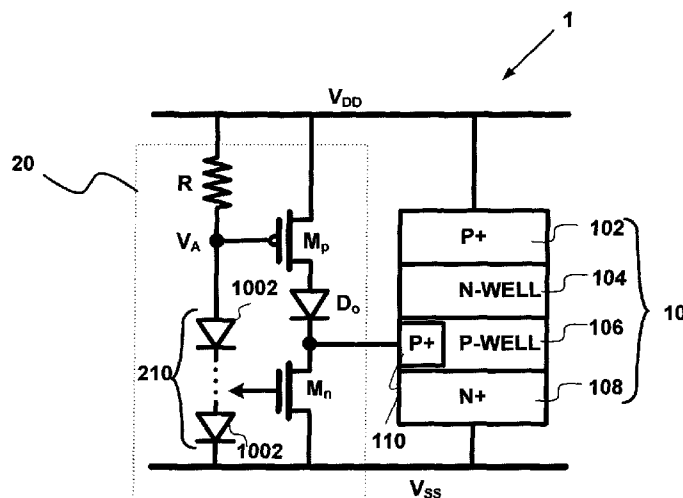 1
V_DD
20
R
102
P+
V_A
M_p
104
N-WELL
1002
D_o
10
106
P+ P-WELL
210
M_n
N+
108
110
1002
V_SS